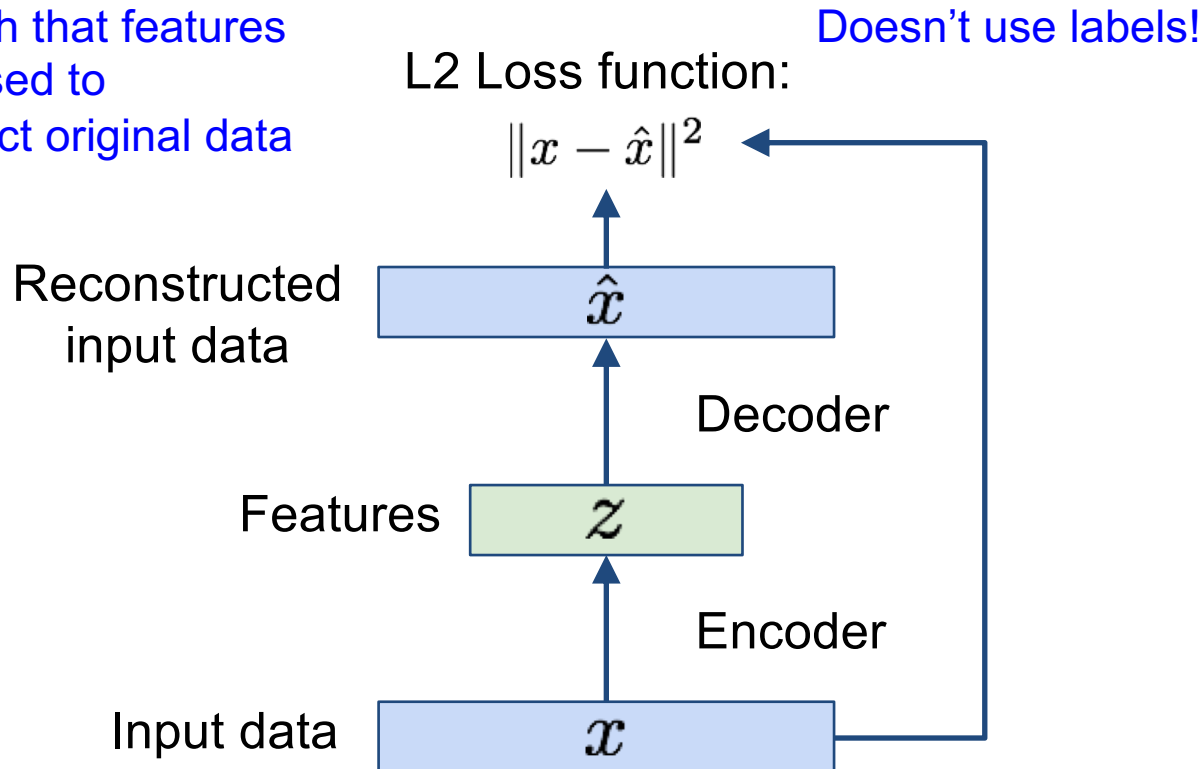 h that features
sed to
ct original data
Doesn't use labels!
L2 Loss function:
‖x − x̂‖²
Reconstructed
input data
x̂
Decoder
Features
z
Encoder
Input data
x